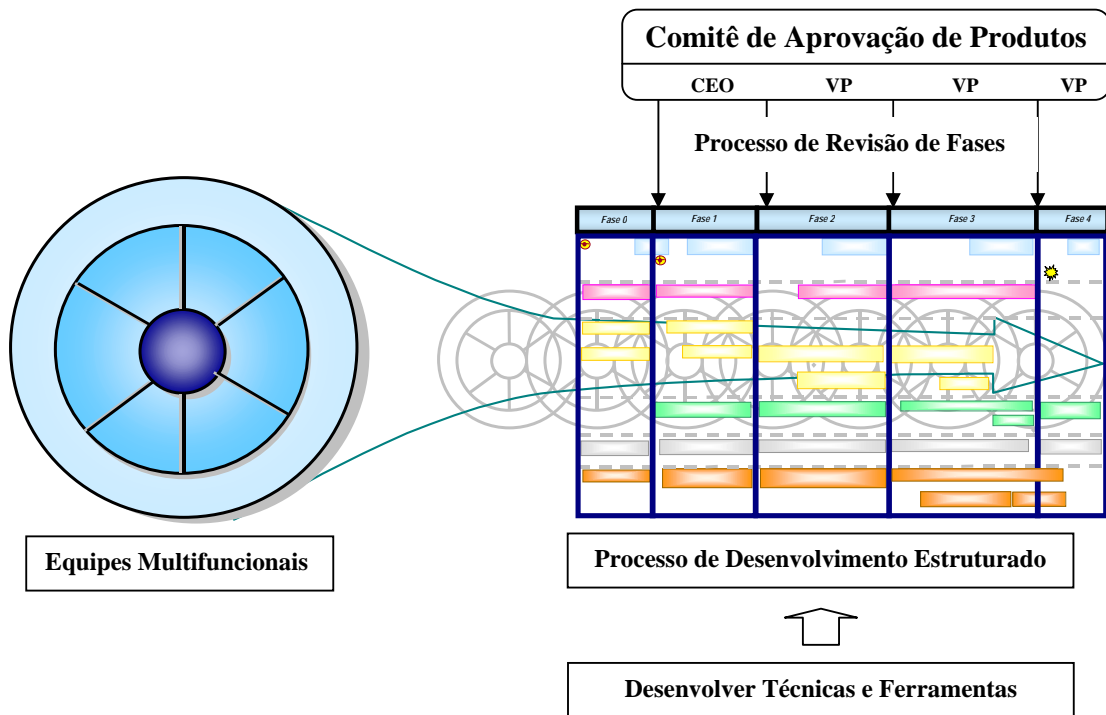 Comitê de Aprovação de Produtos
CEO VP VP VP
Processo de Revisão de Fases
Fase 0 Fase 1 Fase 2 Fase 3 Fase 4
Equipes Multifuncionais
Processo de Desenvolvimento Estruturado
Desenvolver Técnicas e Ferramentas